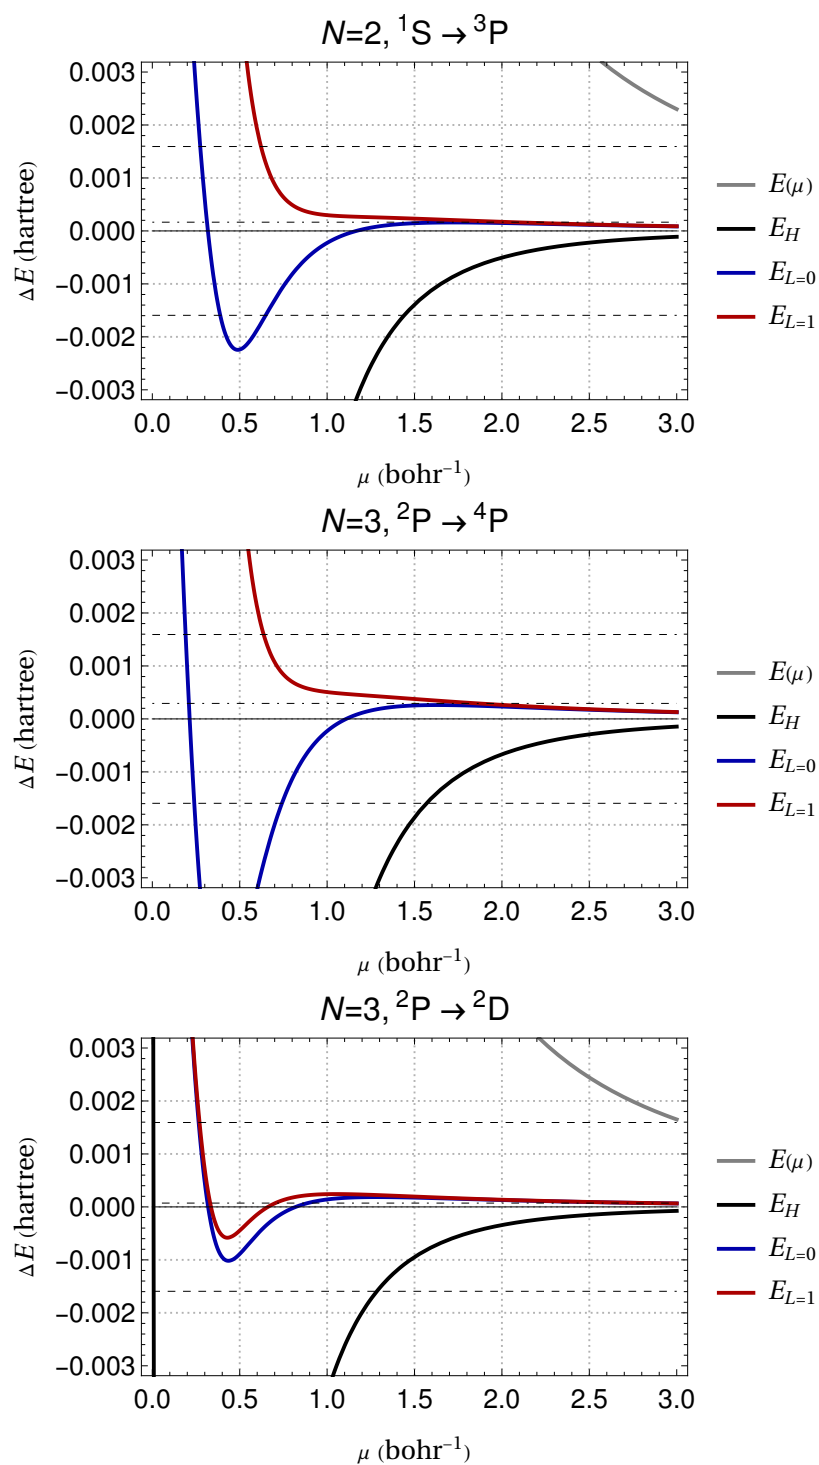 N=2, ¹S → ³P
0.003
0.002
0.001
0.000
−0.001
−0.002
−0.003
ΔE (hartree)
0.0 0.5 1.0 1.5 2.0 2.5 3.0
μ (bohr⁻¹)
E(μ)
E_H
E_{L=0}
E_{L=1}
N=3, ²P → ⁴P
0.003
0.002
0.001
0.000
−0.001
−0.002
−0.003
ΔE (hartree)
0.0 0.5 1.0 1.5 2.0 2.5 3.0
μ (bohr⁻¹)
E(μ)
E_H
E_{L=0}
E_{L=1}
N=3, ²P → ²D
0.003
0.002
0.001
0.000
−0.001
−0.002
−0.003
ΔE (hartree)
0.0 0.5 1.0 1.5 2.0 2.5 3.0
μ (bohr⁻¹)
E(μ)
E_H
E_{L=0}
E_{L=1}